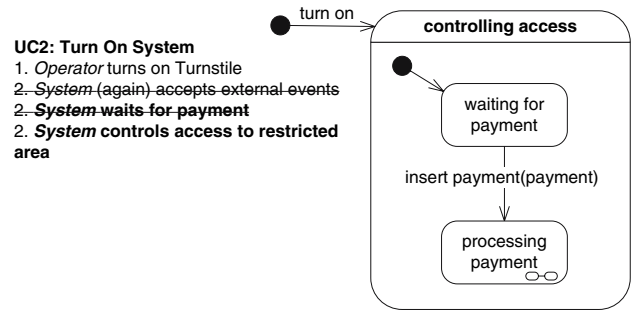 turn on
controlling access
UC2: Turn On System
1. Operator turns on Turnstile
2. System (again) accepts external events
2. System waits for payment
2. System controls access to restricted
area
waiting for
payment
insert payment(payment)
processing
payment